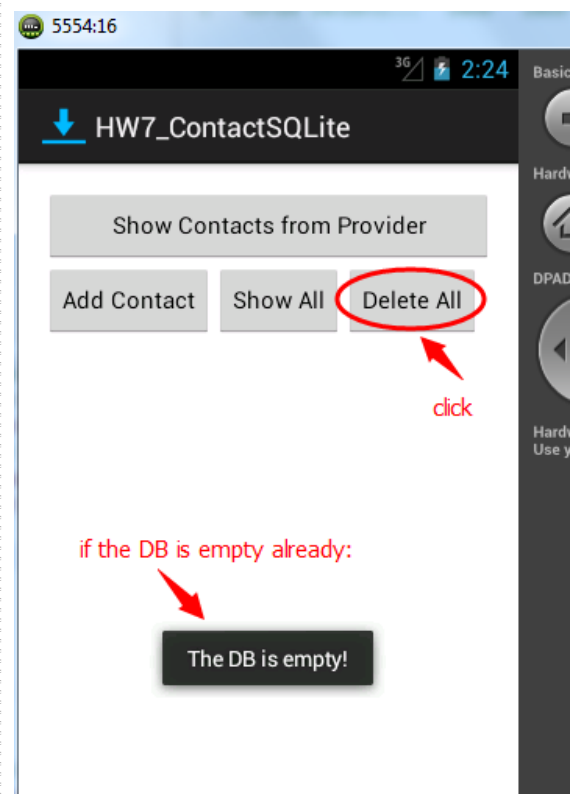 5554:16
3G 2:24
HW7_ContactSQLite
Show Contacts from Provider
Add Contact Show All Delete All
click
if the DB is empty already:
The DB is empty!
Basic
Hardw
DPAD
Hardw
Use y